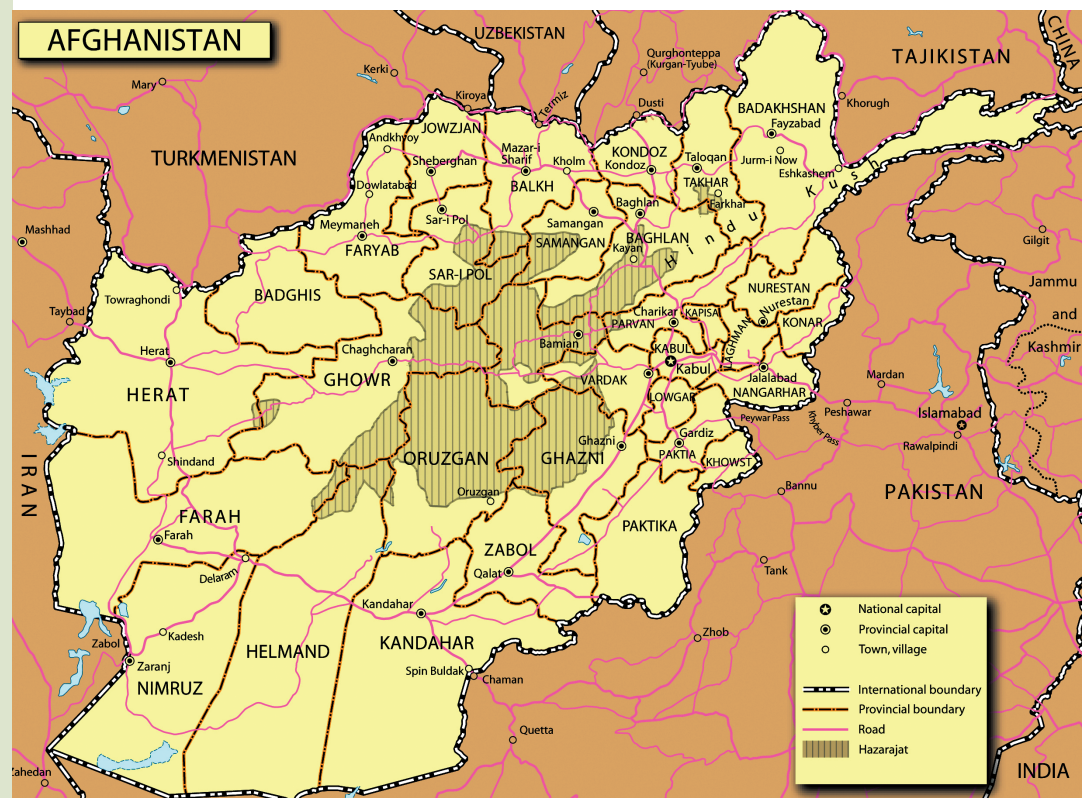 AFGHANISTAN
UZBEKISTAN
TAJIKISTAN
CHINA
Qurghonteppa
(Kurgan-Tyube)
Kerki
Mary
Kiroya
Termiz
Dusti
Khorugh
BADAKHSHAN
Fayzabad
JOWZJAN
Andkhvoy
Mazar-i
Sharif
Kholm
KONDOZ
Kondoz
Taloqan
Jurm-i Now
Eshkashem
TURKMENISTAN
Sheberghan
BALKH
TAKHAR
Farkhar
Dowlatabad
Hindu Kush
Sar-i Pol
Samangan
Baghlan
Mashhad
Meymaneh
FARYAB
SAMANGAN
BAGHLAN
Kayan
Gilgit
SAR-I POL
Towraghondi
BADGHIS
NURESTAN
Nurestan
Jammu
and
Kashmir
Taybad
Charikar
KAPISA
PARVAN
LAGHMAN
KONAR
Herat
Chaghcharan
Bamian
KABUL
Kabul
GHOWR
VARDAK
Jalalabad
NANGARHAR
Mardan
HERAT
LOWGAR
Peywar Pass
Khyber Pass
Peshawar
Islamabad
Rawalpindi
IRAN
Shindand
ORUZGAN
GHAZNI
Ghazni
Gardiz
PAKTIA
KHOWST
Oruzgan
Bannu
PAKISTAN
FARAH
Farah
PAKTIKA
ZABOL
Delaram
Qalat
Tank
Kandahar
Zabol
Kadesh
KANDAHAR
Zhob
HELMAND
Zaranj
NIMRUZ
Spin Buldak
Chaman
Quetta
Zahedan
INDIA
National capital
Provincial capital
Town, village
International boundary
Provincial boundary
Road
Hazarajat